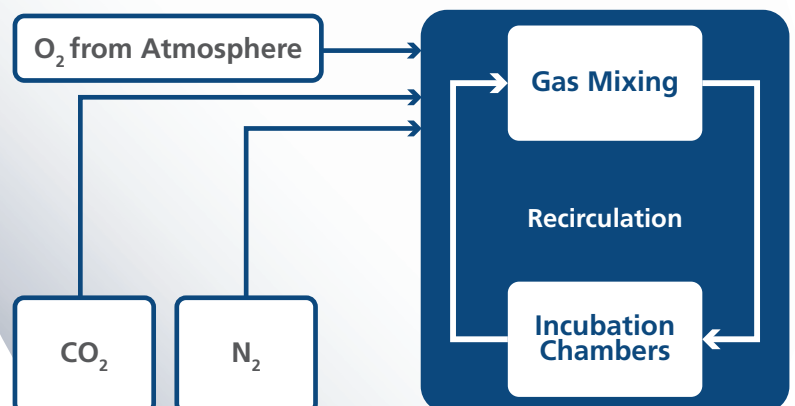 O₂ from Atmosphere
Gas Mixing
Recirculation
Incubation
Chambers
CO₂
N₂